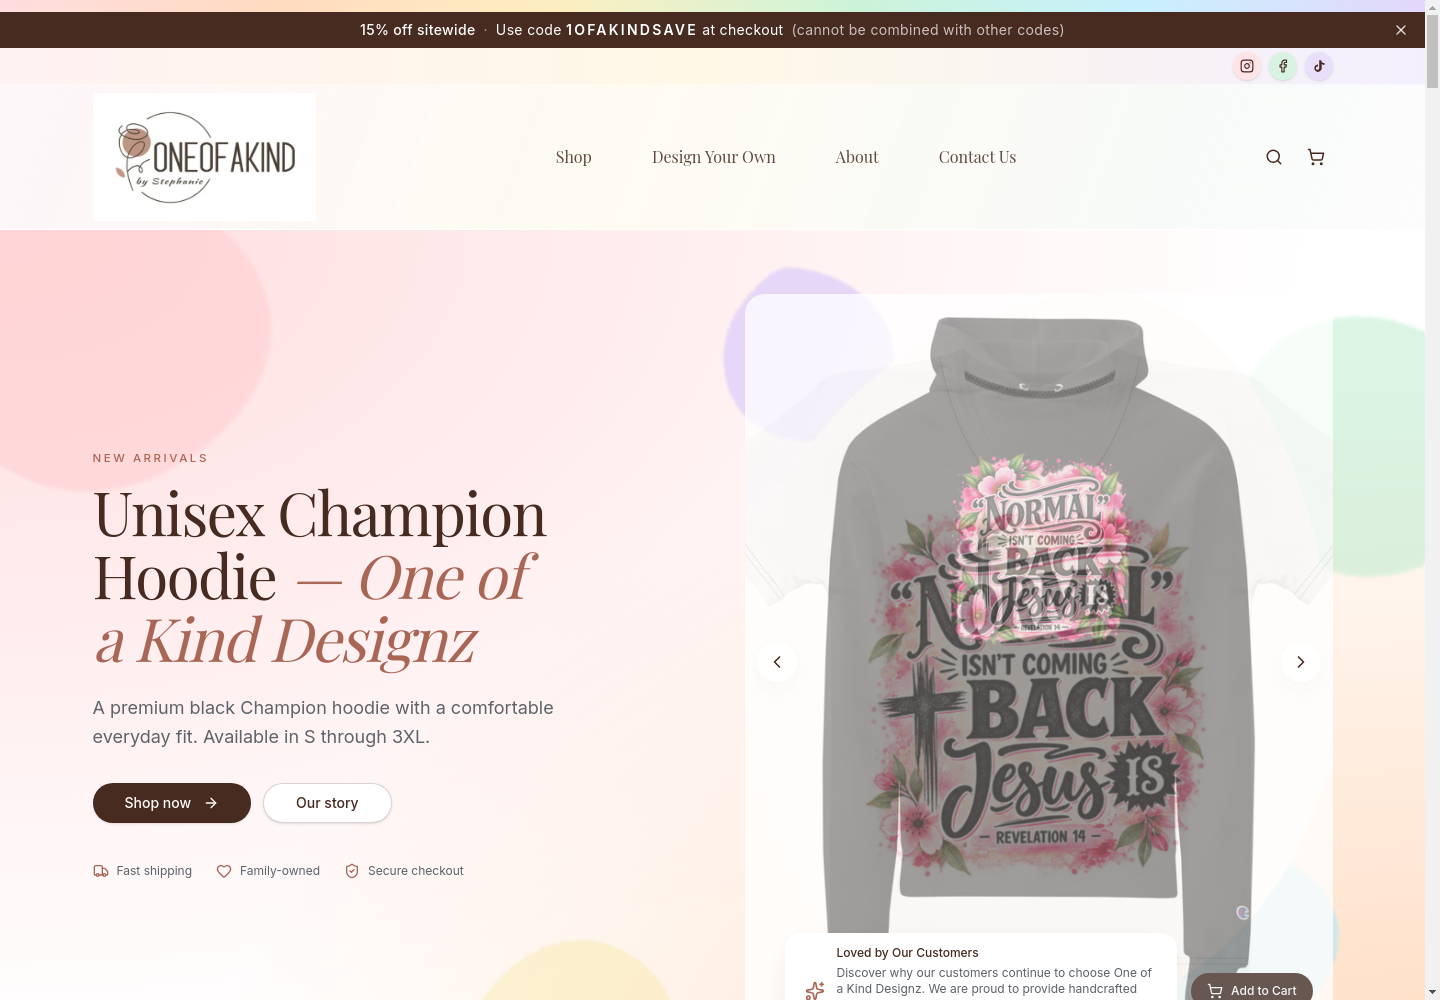 15% off sitewide · Use code 1OFAKINDSAVE at checkout (cannot be combined with other codes)
ONEOFAKIND
by Stephanie
Shop
Design Your Own
About
Contact Us
NEW ARRIVALS
Unisex Champion
Hoodie — One of
a Kind Designz
A premium black Champion hoodie with a comfortable
everyday fit. Available in S through 3XL.
Shop now
Our story
Fast shipping
Family-owned
Secure checkout
“NORMAL”
ISN'T COMING
BACK
Jesus IS
— REVELATION 14 —
ISN'T COMING
BACK
Jesus IS
— REVELATION 14 —
Loved by Our Customers
Discover why our customers continue to choose One of
a Kind Designz. We are proud to provide handcrafted
Add to Cart